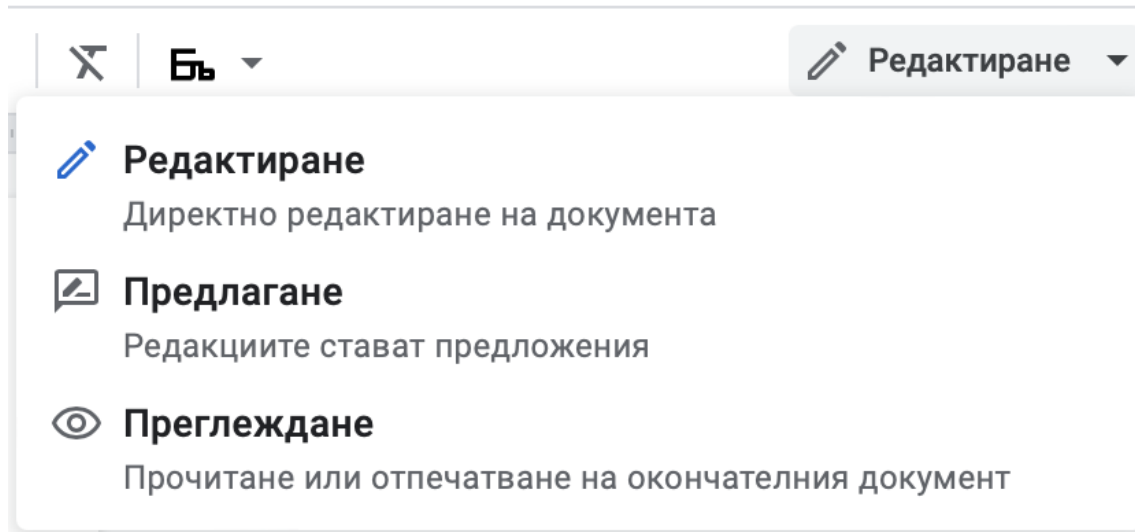 Бъ
Редактиране
Редактиране
Директно редактиране на документа
Предлагане
Редакциите стават предложения
Преглеждане
Прочитане или отпечатване на окончателния документ